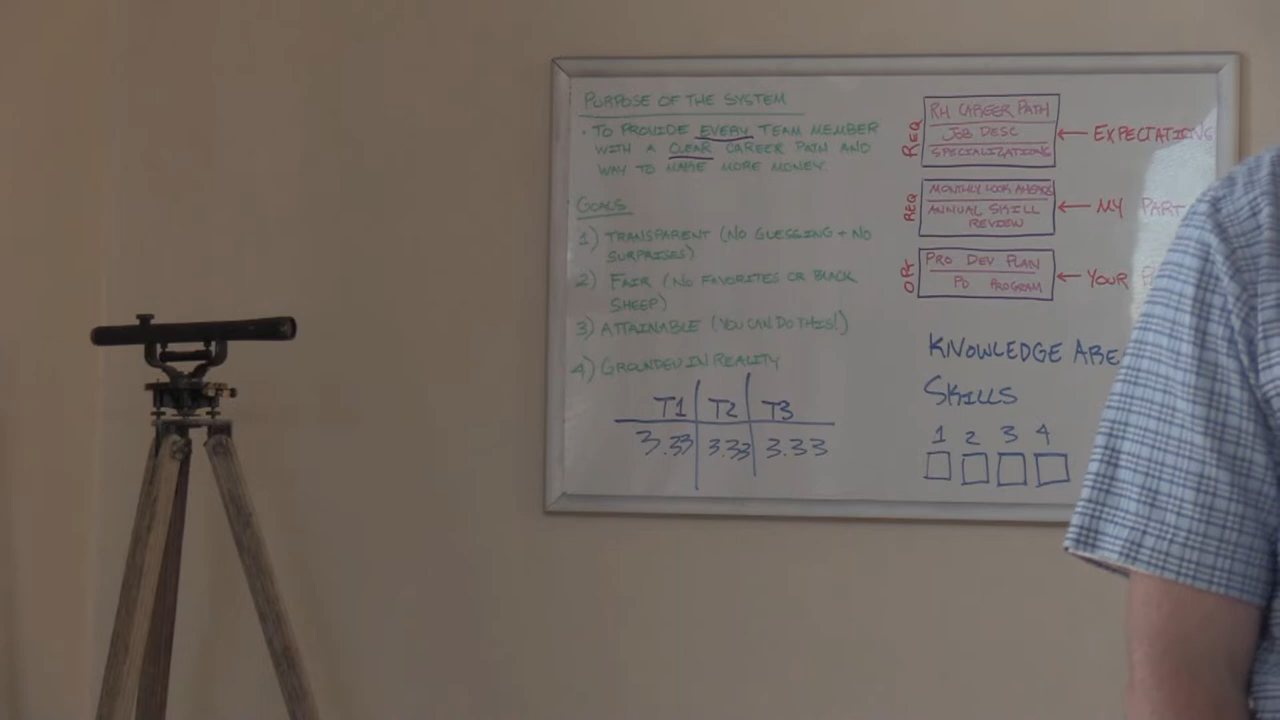 PURPOSE OF THE SYSTEM
• TO PROVIDE EVERY TEAM MEMBER
WITH A CLEAR CAREER PATH AND
WAY TO MAKE MORE MONEY.
GOALS
1) TRANSPARENT (NO GUESSING + NO
SURPRISES)
2) FAIR (NO FAVORITES OR BLACK
SHEEP)
3) ATTAINABLE (YOU CAN DO THIS!)
4) GROUNDED IN REALITY
T1 T2 T3
3.33 3.33 3.33
REQ
RH CAREER PATH
JOB DESC
SPECIALIZATIONS
← EXPECTATIONS
REQ
MONTHLY LOOK AHEADS
ANNUAL SKILL
REVIEW
← MY PART
OPT
PRO DEV PLAN
PD PROGRAM
← YOUR
KNOWLEDGE ARE
SKILLS
1 2 3 4